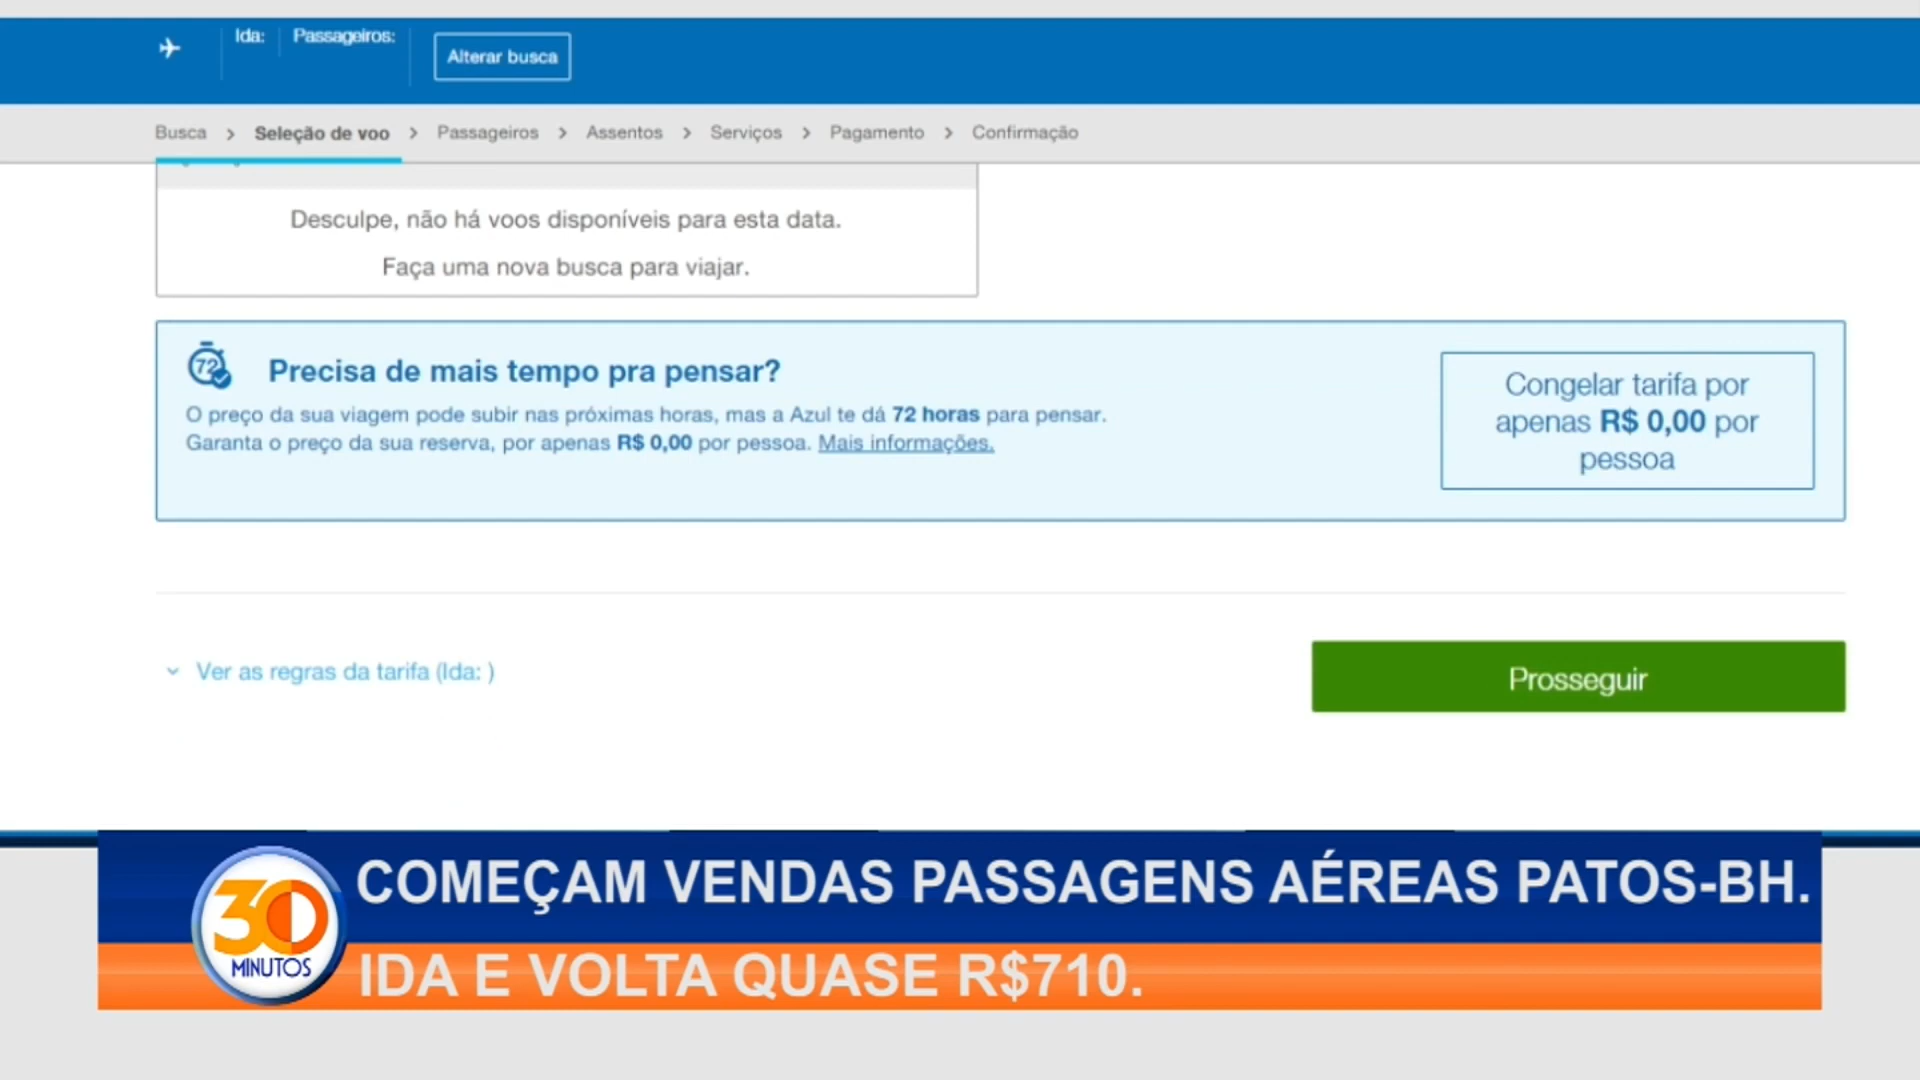 Ida: Passageiros:
Alterar busca
Busca > Seleção de voo > Passageiros > Assentos > Serviços > Pagamento > Confirmação
Desculpe, não há voos disponíveis para esta data.
Faça uma nova busca para viajar.
72
Precisa de mais tempo pra pensar?
O preço da sua viagem pode subir nas próximas horas, mas a Azul te dá 72 horas para pensar.
Garanta o preço da sua reserva, por apenas R$ 0,00 por pessoa. Mais informações.
Congelar tarifa por
apenas R$ 0,00 por
pessoa
Ver as regras da tarifa (Ida: )
Prosseguir
30
MINUTOS
COMEÇAM VENDAS PASSAGENS AÉREAS PATOS-BH.
IDA E VOLTA QUASE R$710.